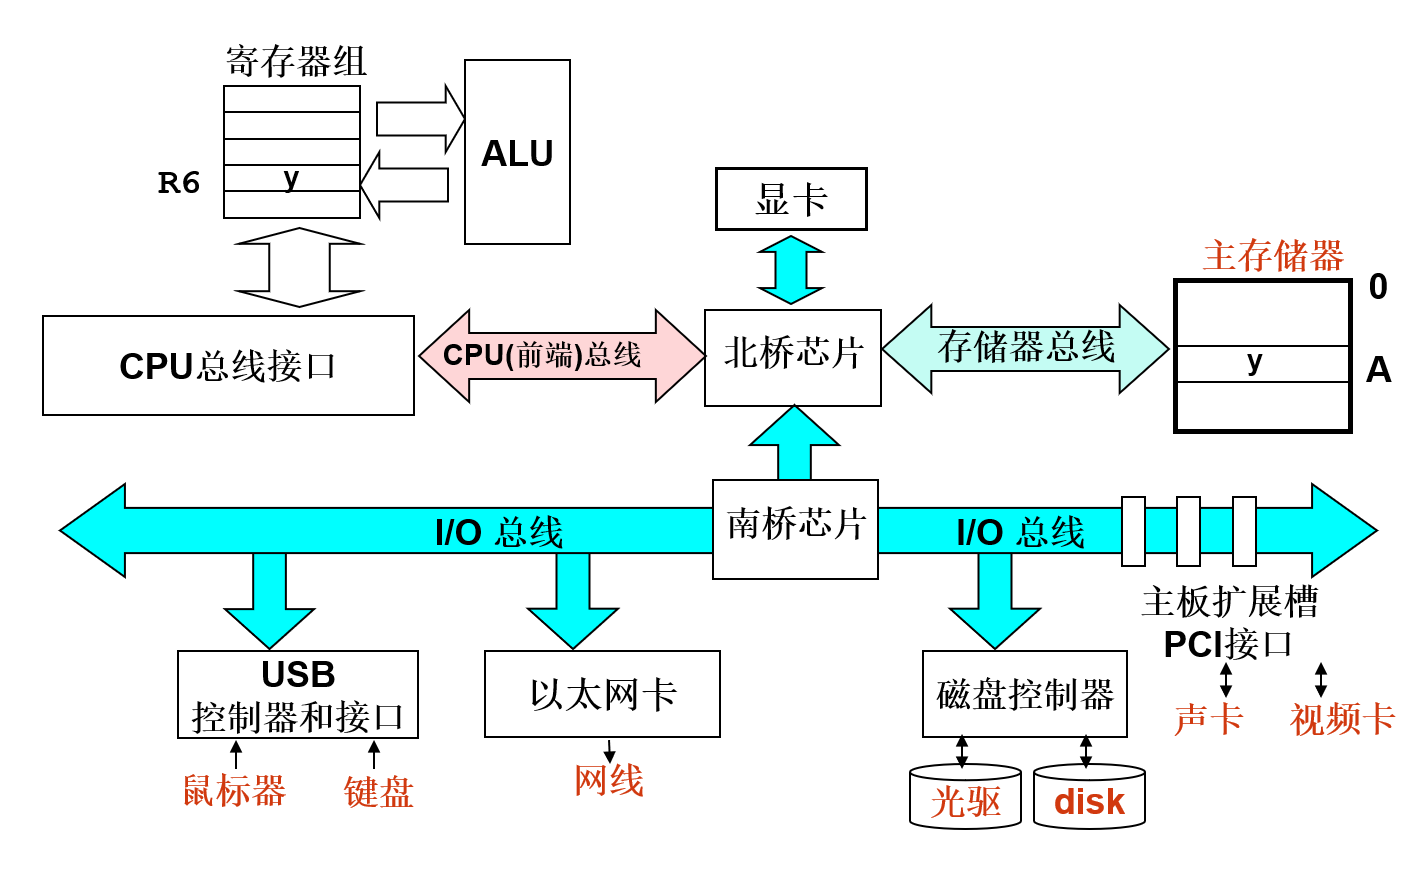 寄存器组
ALU
R6
y
显卡
主存储器
0
CPU总线接口
CPU(前端)总线
北桥芯片
存储器总线
y
A
I/O 总线
南桥芯片
I/O 总线
主板扩展槽
PCI接口
USB
控制器和接口
以太网卡
磁盘控制器
声卡
视频卡
鼠标器
键盘
网线
光驱
disk